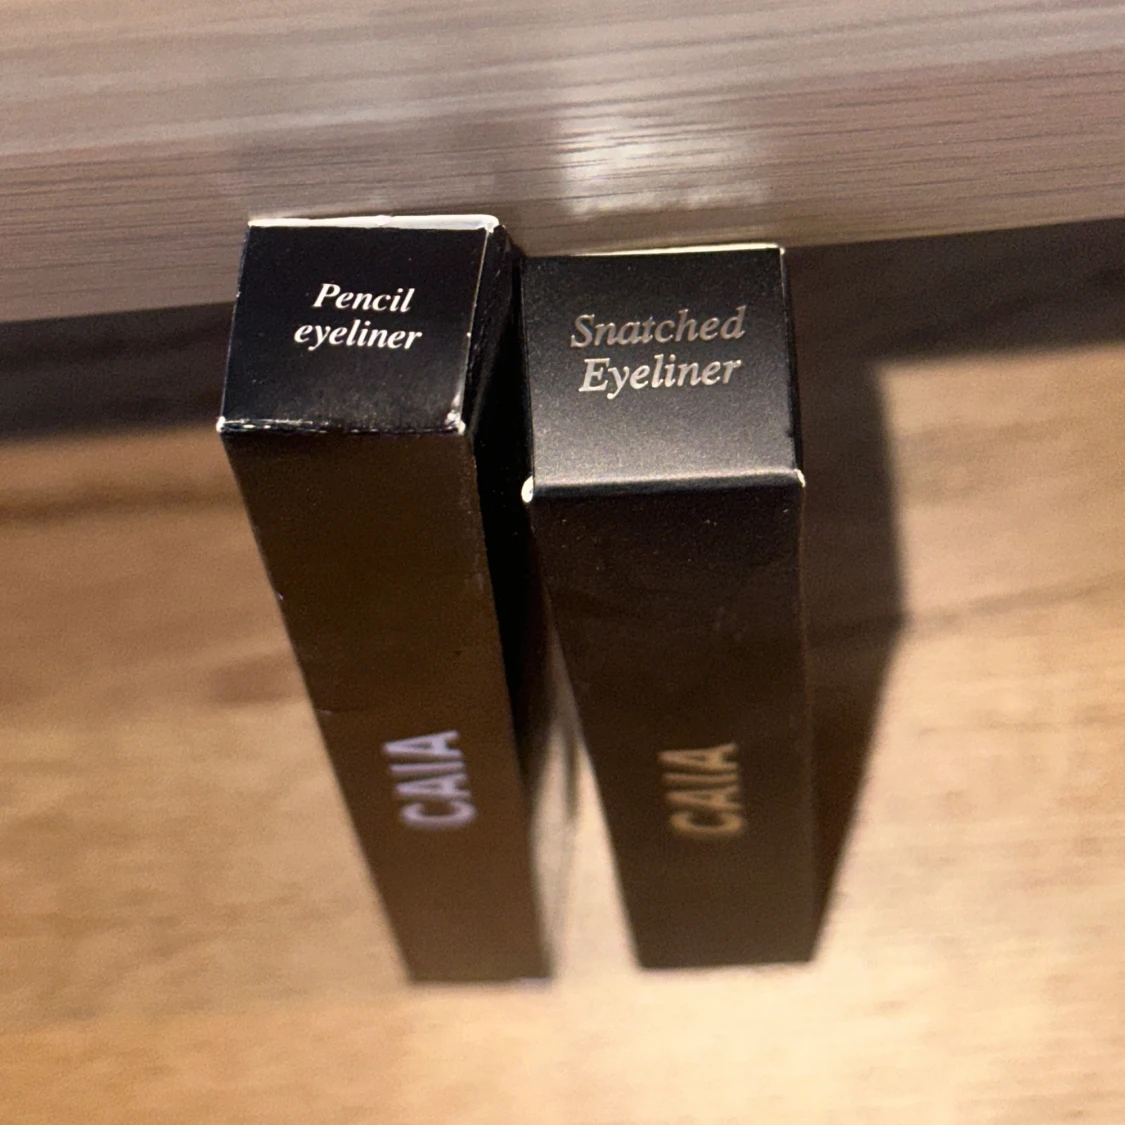 Pencil
eyeliner
Snatched
Eyeliner
CAIA
CAIA